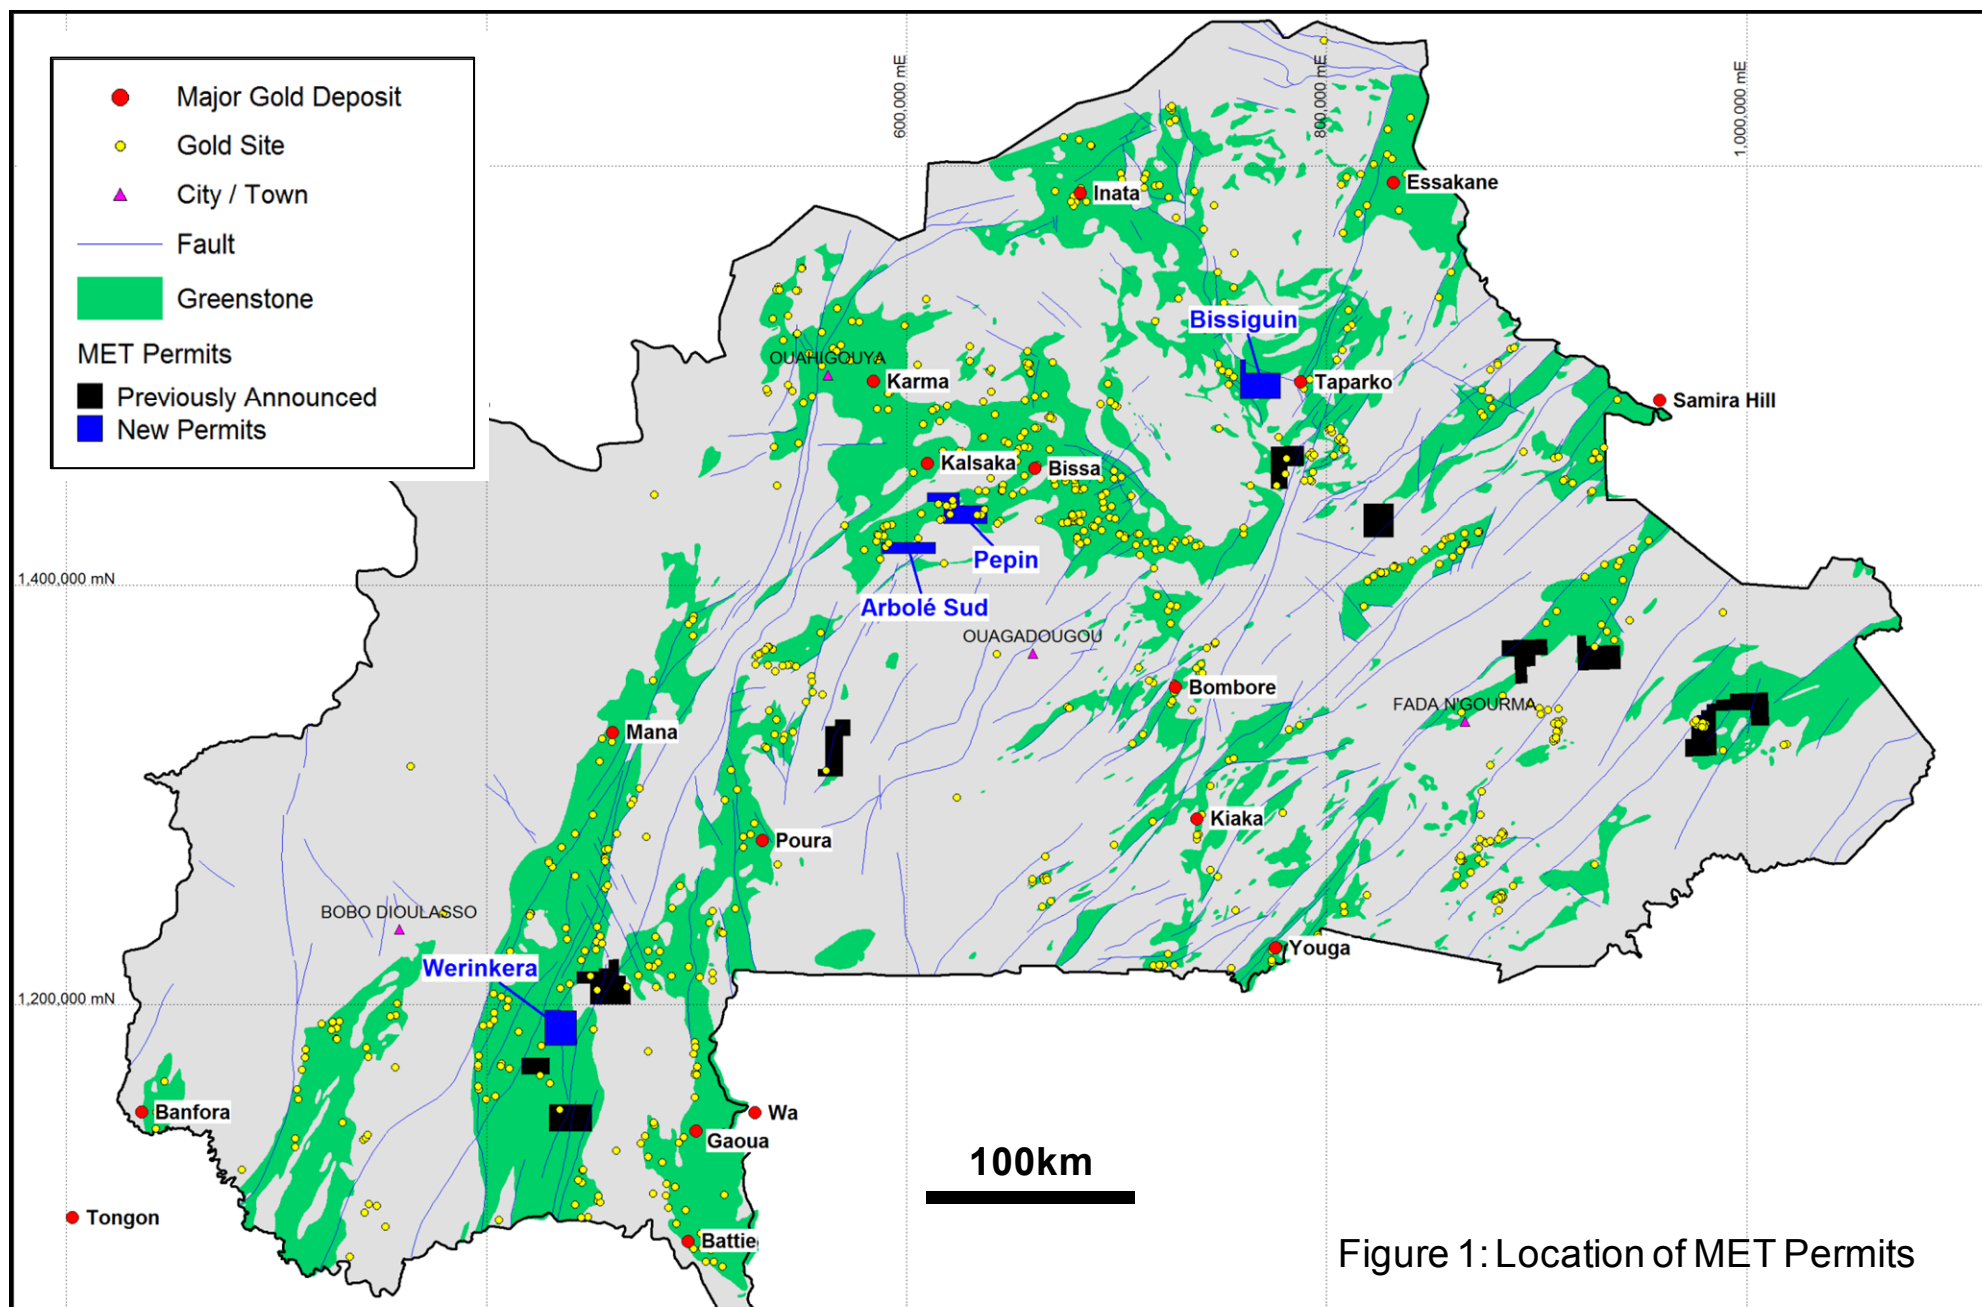 Major Gold Deposit
Gold Site
City / Town
Fault
Greenstone
MET Permits
Previously Announced
New Permits
600,000 mE
800,000 mE
1,000,000 mE
Inata
Essakane
Bissiguin
OUAHIGOUYA
Karma
Taparko
Samira Hill
Kalsaka
Bissa
Pepin
1,400,000 mN
Arbolé Sud
OUAGADOUGOU
Bombore
FADA N'GOURMA
Mana
Kiaka
Poura
BOBO DIOULASSO
Youga
Werinkera
1,200,000 mN
Banfora
Wa
Gaoua
100km
Tongon
Battie
Figure 1: Location of MET Permits